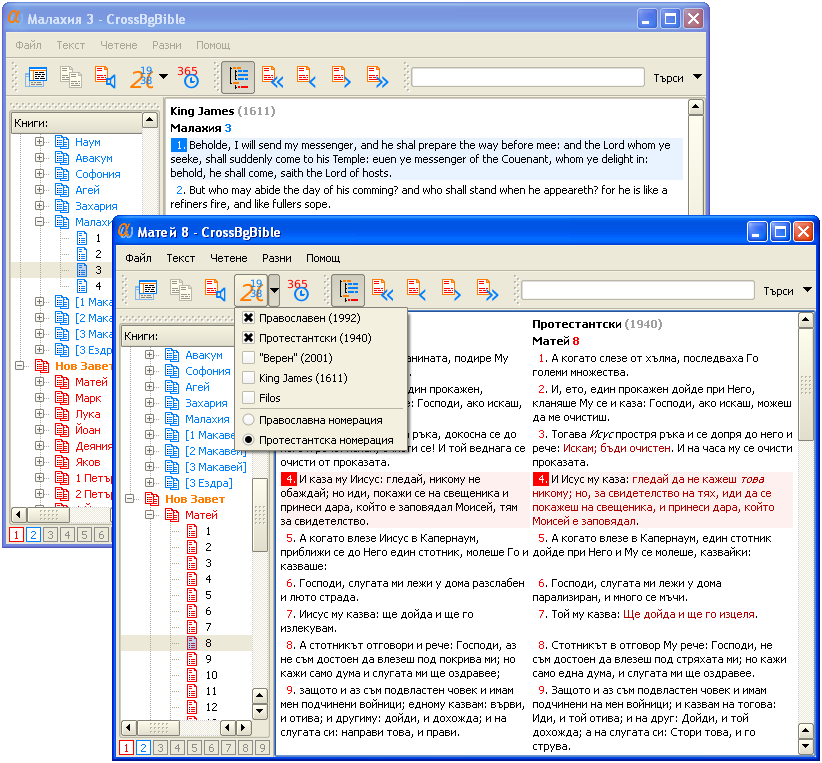 Малахия 3 - CrossBgBible
Файл Текст Четене Разни Помощ
19 38 365
Търси
Книги:
Наум
Авакум
Софония
Агей
Захария
Малахи
1
2
3
4
[1 Мака
[2 Мака
[3 Мака
[3 Ездр
Нов Завет
Матей
Марк
Лука
Йоан
Деяния
Яков
1 Петъ
2 Петъ
1 2 3 4 5 6
King James (1611)
Малахия 3
1. Beholde, I will send my messenger, and he shal prepare the way before mee: and the Lord whom ye
seeke, shall suddenly come to his Temple: euen ye messenger of the Couenant, whom ye delight in:
behold, he shall come, saith the Lord of hosts.
2. But who may abide the day of his comming? and who shall stand when he appeareth? for he is like a
refiners fire, and like fullers sope.
Матей 8 - CrossBgBible
Файл Текст Четене Разни Помощ
2 19 38 365
Търси
Православен (1992)
Протестантски (1940)
"Верен" (2001)
King James (1611)
Filos
Православна номерация
Протестантска номерация
Книги:
Авакум
Софония
Агей
Захария
Малахия
[1 Макавей]
[2 Макавей]
[3 Макавей]
[3 Ездра]
Нов Завет
Матей
1
2
3
4
5
6
7
8
9
10
11
12
1 2 3 4 5 6 7 8 9
анината, подире Му
дин прокажен,
е: Господи, ако искаш,
ръка, докосна се до
сти се! И той веднага се
очисти от проказата.
4. И каза му Иисус: гледай, никому не
обаждай; но иди, покажи се на свещеника и
принеси дара, който е заповядал Моисей, тям
за свидетелство.
5. А когато влезе Иисус в Капернаум,
приближи се до Него един стотник, молеше Го и
казваше:
6. Господи, слугата ми лежи у дома разслабен
и люто страда.
7. Иисус му казва: ще дойда и ще го
излекувам.
8. А стотникът отговори и рече: Господи, аз
не съм достоен да влезеш под покрива ми; но
кажи само дума и слугата ми ще оздравее;
9. защото и аз съм подвластен човек и имам
мен подчинени войници; едному казвам: върви,
и отива; и другиму: дойди, и дохожда; и на
слугата си: направи това, и прави.
Протестантски (1940)
Матей 8
1. А когато слезе от хълма, последваха Го
големи множества.
2. И, ето, един прокажен дойде при Него,
кланяше Му се и каза: Господи, ако искаш, можеш
да ме очистиш.
3. Тогава Исус простря ръка и се допря до него и
рече: Искам; бъди очистен. И на часа му се очисти
проказата.
4. И Исус му каза: гледай да не кажеш това
никому; но, за свидетелство на тях, иди да се
покажеш на свещеника, и принеси дара, който
Моисей е заповядал.
5. А когато влезе в Капернаум, един стотник
дойде при Него и Му се молеше, казвайки:
6. Господи, слугата ми лежи у дома
парализиран, и много се мъчи.
7. Той му казва: Ще дойда и ще го изцеля.
8. Стотникът в отговор Му рече: Господи, не
съм достоен да влезеш под стряхата ми; но кажи
само една дума, и слугата ми ще оздравее.
9. Защото и аз съм подвластен човек и имам
подчинени на мен войници; и казвам на тогова:
Иди, и той отива; и на друг: Дойди, и той
дохожда; а на слугата си: Стори това, и го
струва.